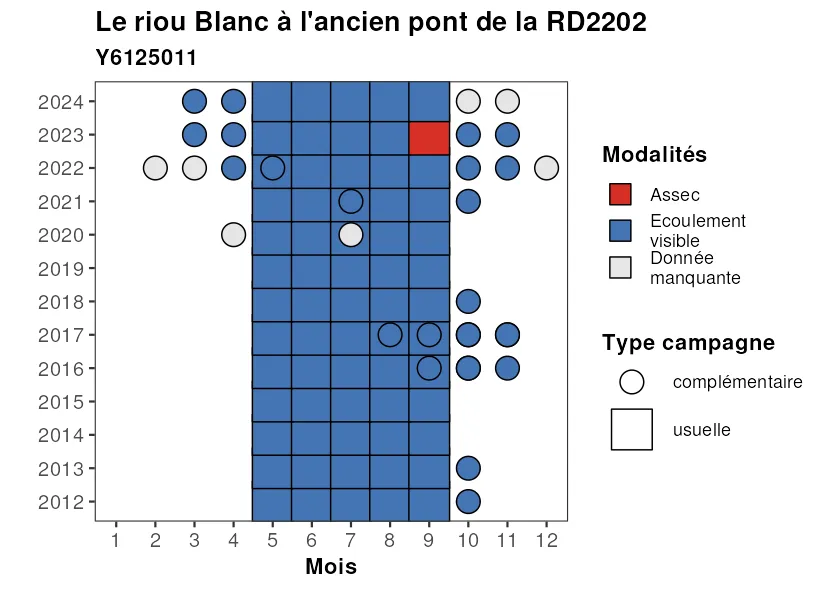 Le riou Blanc à l'ancien pont de la RD2202
Y6125011
2024
2023
2022
2021
2020
2019
2018
2017
2016
2015
2014
2013
2012
1 2 3 4 5 6 7 8 9 10 11 12
Mois
Modalités
Assec
Ecoulement
visible
Donnée
manquante
Type campagne
complémentaire
usuelle